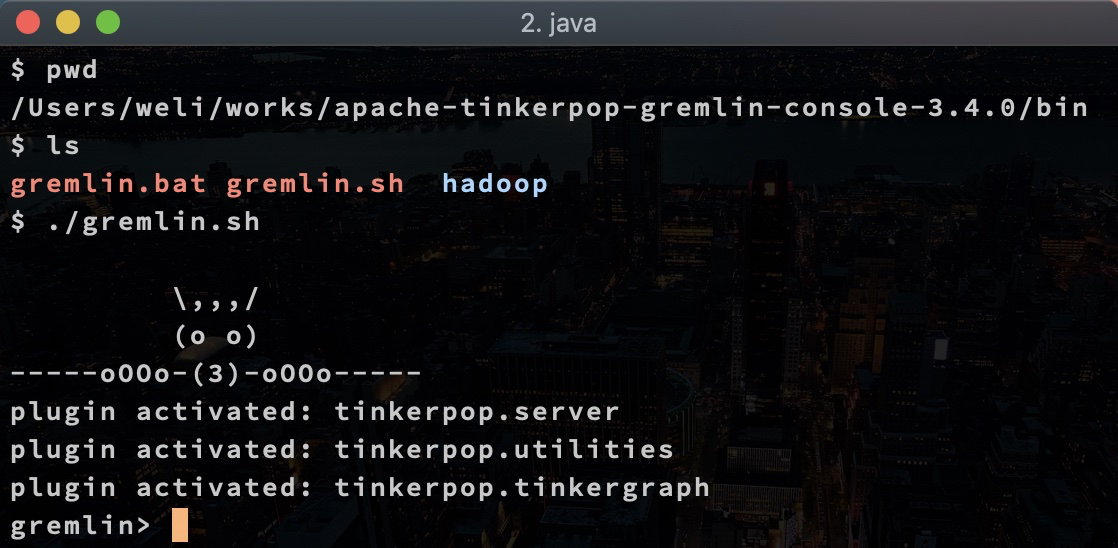 2. java
$ pwd
/Users/weli/works/apache-tinkerpop-gremlin-console-3.4.0/bin
$ ls
gremlin.bat gremlin.sh  hadoop
$ ./gremlin.sh
         \,,,/
         (o o)
-----oOOo-(3)-oOOo-----
plugin activated: tinkerpop.server
plugin activated: tinkerpop.utilities
plugin activated: tinkerpop.tinkergraph
gremlin>